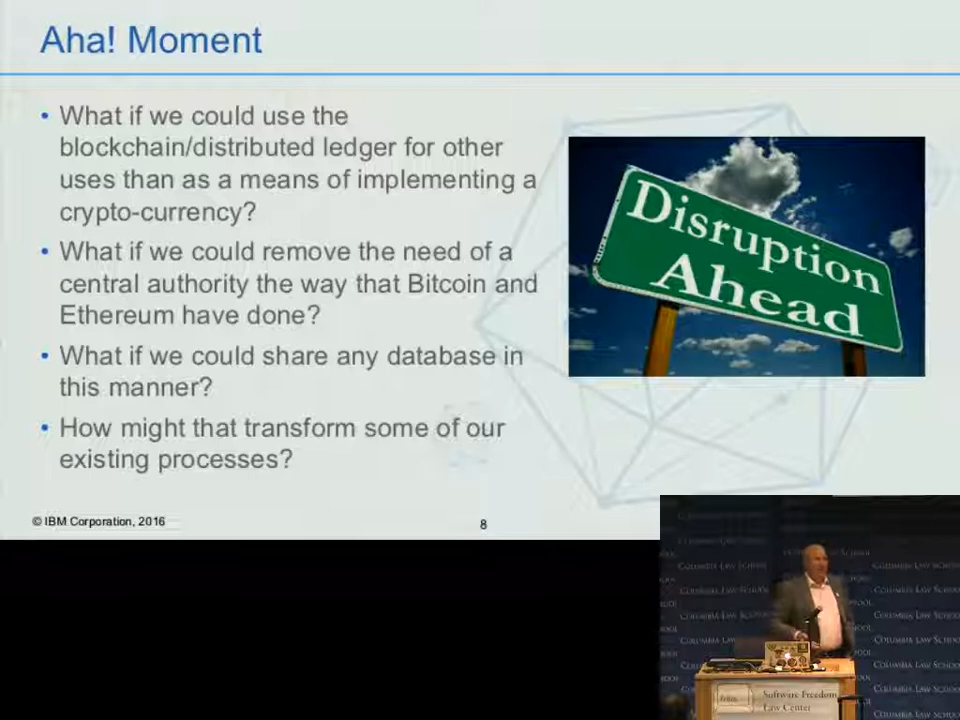 Aha! Moment
• What if we could use the
blockchain/distributed ledger for other
uses than as a means of implementing a
crypto-currency?
• What if we could remove the need of a
central authority the way that Bitcoin and
Ethereum have done?
• What if we could share any database in
this manner?
• How might that transform some of our
existing processes?
Disruption
Ahead
© IBM Corporation, 2016
8
COLUMBIA LAW SCHOOL
Software Freedom
Law Center